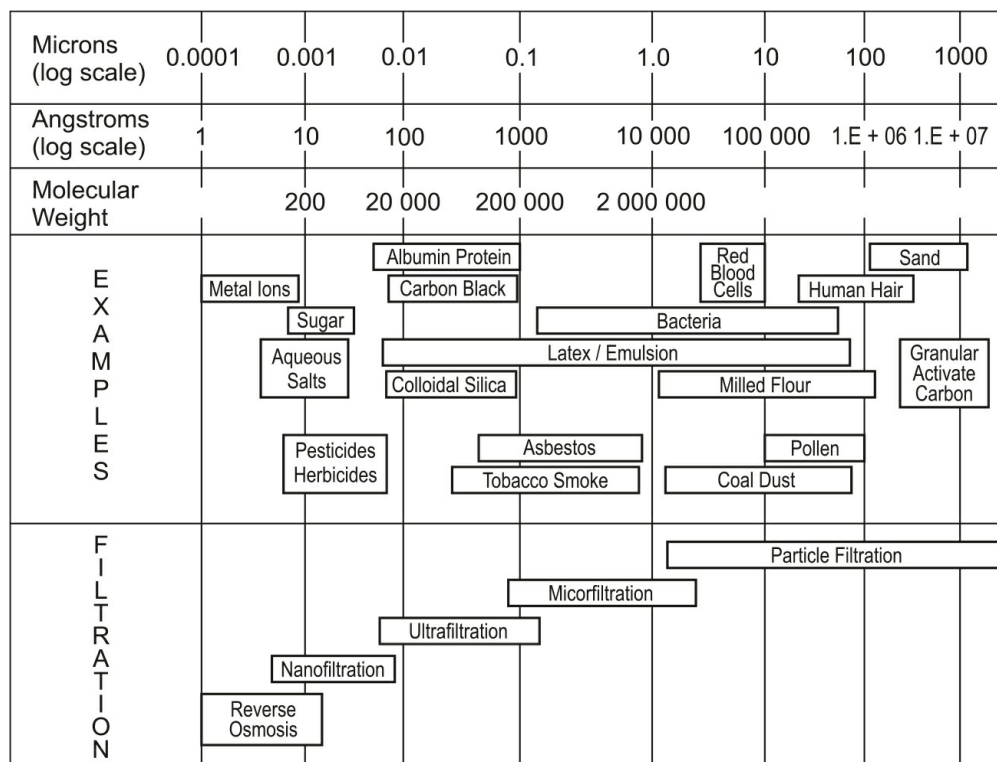 Microns
(log scale)
0.0001 0.001 0.01 0.1 1.0 10 100 1000
Angstroms
(log scale)
1 10 100 1000 10 000 100 000 1.E + 06 1.E + 07
Molecular
Weight
200 20 000 200 000 2 000 000
EXAMPLES
Albumin Protein
Red
Blood
Cells
Sand
Metal Ions
Carbon Black
Human Hair
Sugar
Bacteria
Aqueous
Salts
Latex / Emulsion
Granular
Activate
Carbon
Colloidal Silica
Milled Flour
Pesticides
Herbicides
Asbestos
Pollen
Tobacco Smoke
Coal Dust
FILTRATION
Particle Filtration
Micorfiltration
Ultrafiltration
Nanofiltration
Reverse
Osmosis